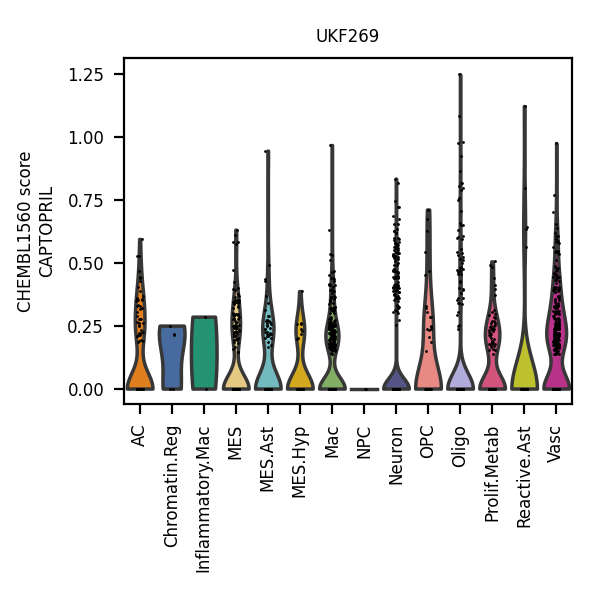 UKF269
CHEMBL1560 score
CAPTOPRIL
1.25
1.00
0.75
0.50
0.25
0.00
AC
Chromatin.Reg
Inflammatory.Mac
MES
MES.Ast
MES.Hyp
Mac
NPC
Neuron
OPC
Oligo
Prolif.Metab
Reactive.Ast
Vasc